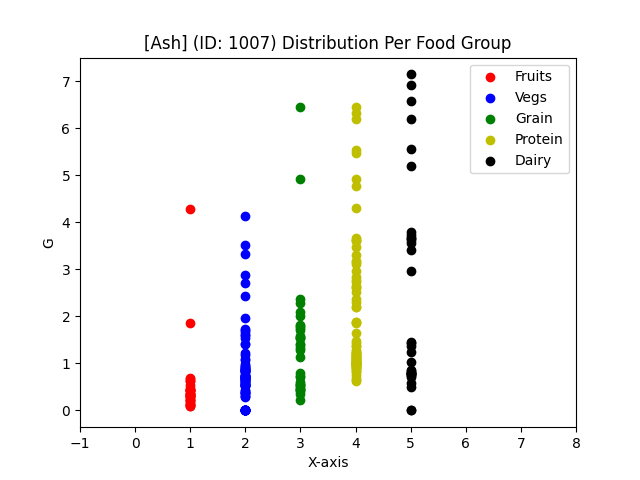 [Ash] (ID: 1007) Distribution Per Food Group
Fruits
Vegs
Grain
Protein
Dairy
G
7
6
5
4
3
2
1
0
−1 0 1 2 3 4 5 6 7 8
X-axis